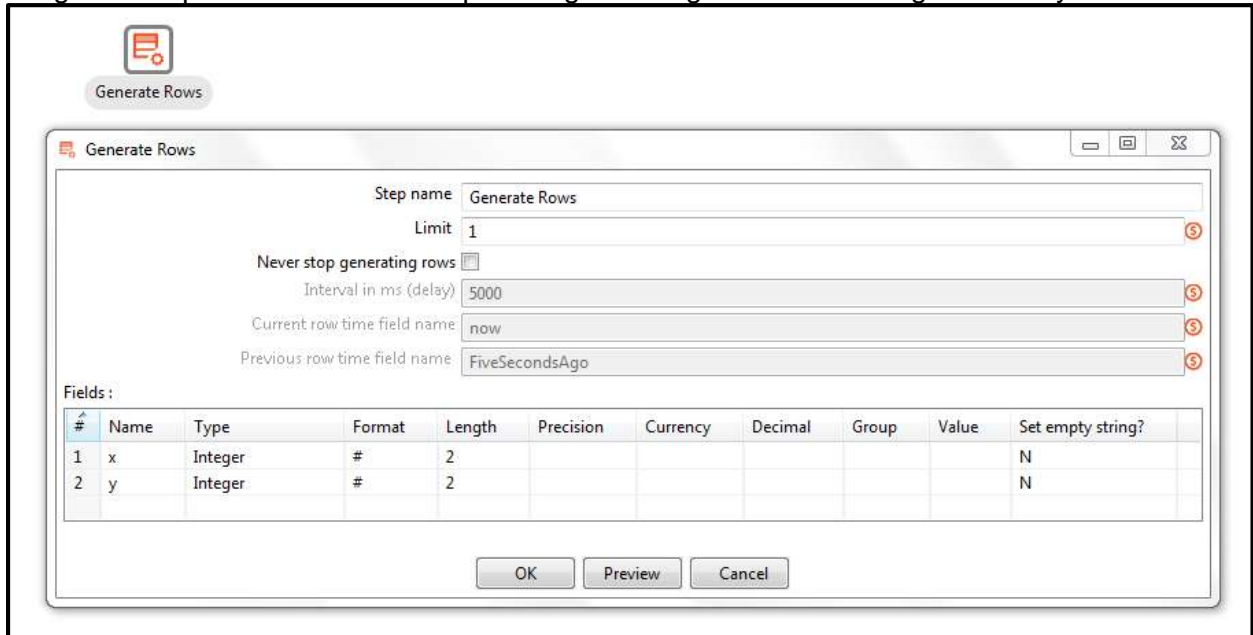 Generate Rows
Generate Rows
Step name Generate Rows
Limit 1
Never stop generating rows
Interval in ms (delay) 5000
Current row time field name now
Previous row time field name FiveSecondsAgo
Fields :
# Name Type Format Length Precision Currency Decimal Group Value Set empty string?
1 x Integer # 2 N
2 y Integer # 2 N
OK Preview Cancel